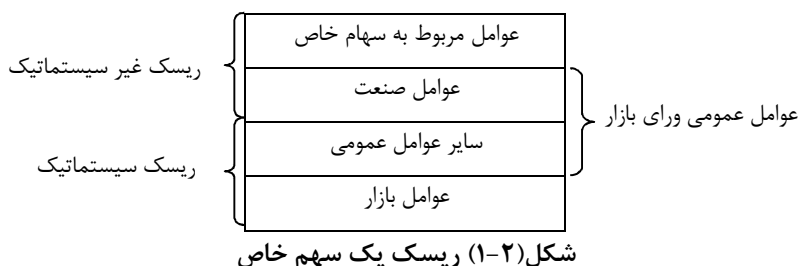 عوامل مربوط به سهام خاص
ریسک غیر سیستماتیک
عوامل صنعت
عوامل عمومی ورای بازار
سایر عوامل عمومی
ریسک سیستماتیک
عوامل بازار
شکل(۲-۱) ریسک یک سهم خاص